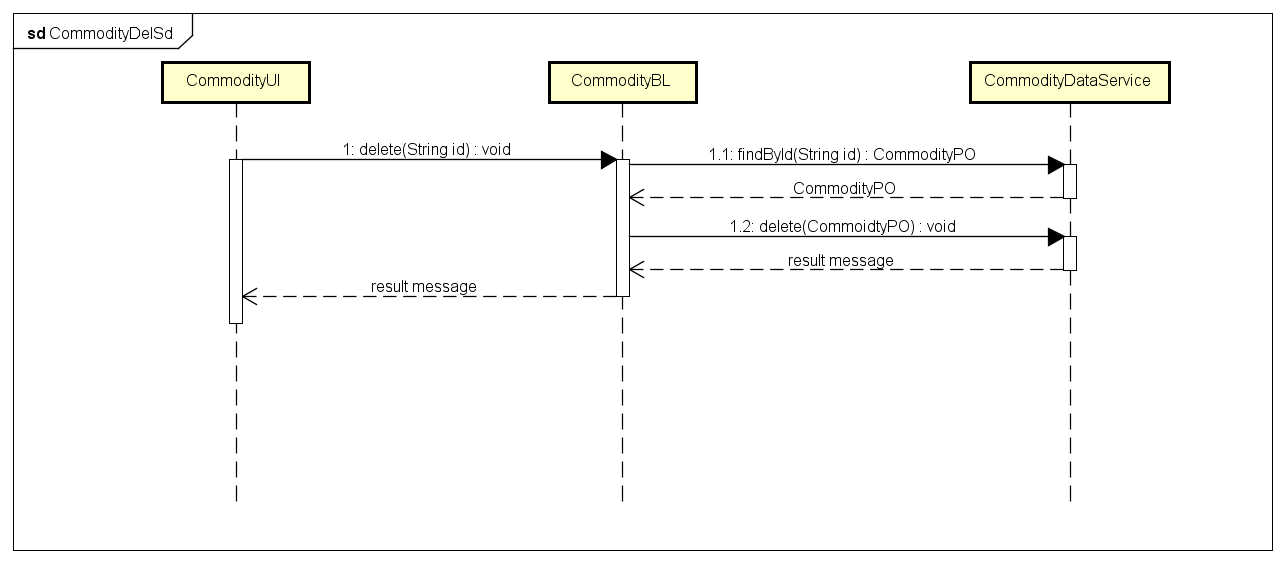 sd CommodityDelSd
CommodityUI
CommodityBL
CommodityDataService
1: delete(String id) : void
1.1: findById(String id) : CommodityPO
CommodityPO
1.2: delete(CommoidtyPO) : void
result message
result message